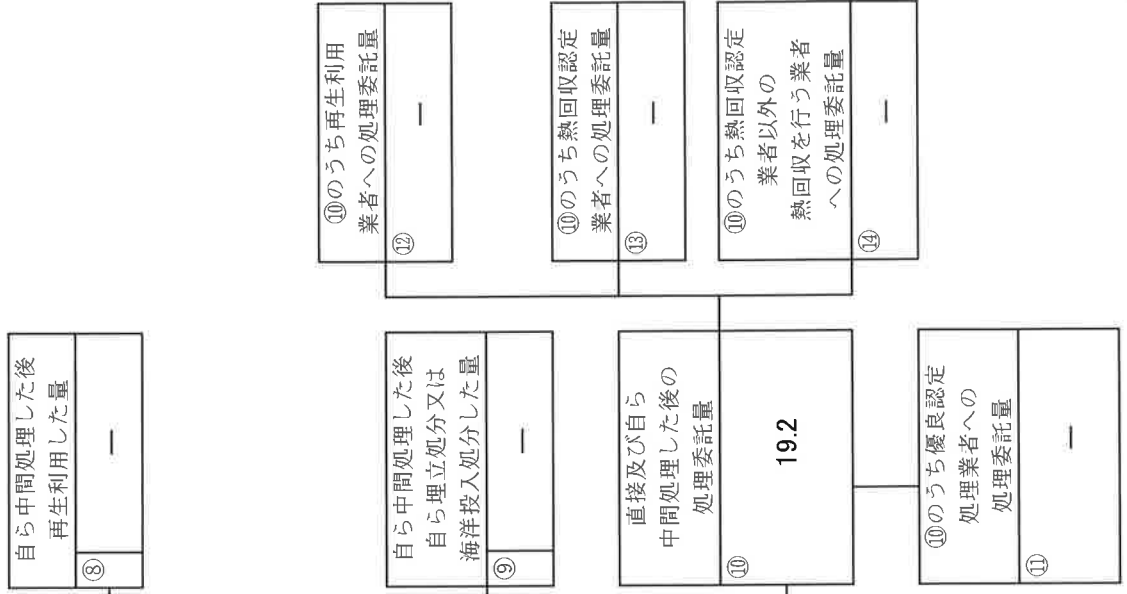 自ら中間処理した後
再生利用した量
⑧
ー
自ら中間処理した後
自ら埋立処分又は
海洋投入処分した量
⑨
ー
直接及び自ら
中間処理した後の
処理委託量
⑩
19.2
⑩のうち優良認定
処理業者への
処理委託量
⑪
ー
⑩のうち再生利用
業者への処理委託量
⑫
ー
⑩のうち熱回収認定
業者への処理委託量
⑬
ー
⑩のうち熱回収認定
業者以外の
熱回収を行う業者
への処理委託量
⑭
ー